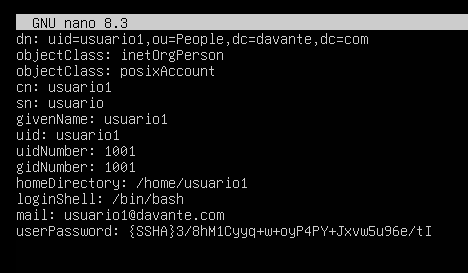 GNU nano 8.3
dn: uid=usuario1,ou=People,dc=davante,dc=com
objectClass: inetOrgPerson
objectClass: posixAccount
cn: usuario1
sn: usuario
givenName: usuario1
uid: usuario1
uidNumber: 1001
gidNumber: 1001
homeDirectory: /home/usuario1
loginShell: /bin/bash
mail: usuario1@davante.com
userPassword: {SSHA}3/8hM1Cyyq+w+oyP4PY+Jxvw5u96e/tI